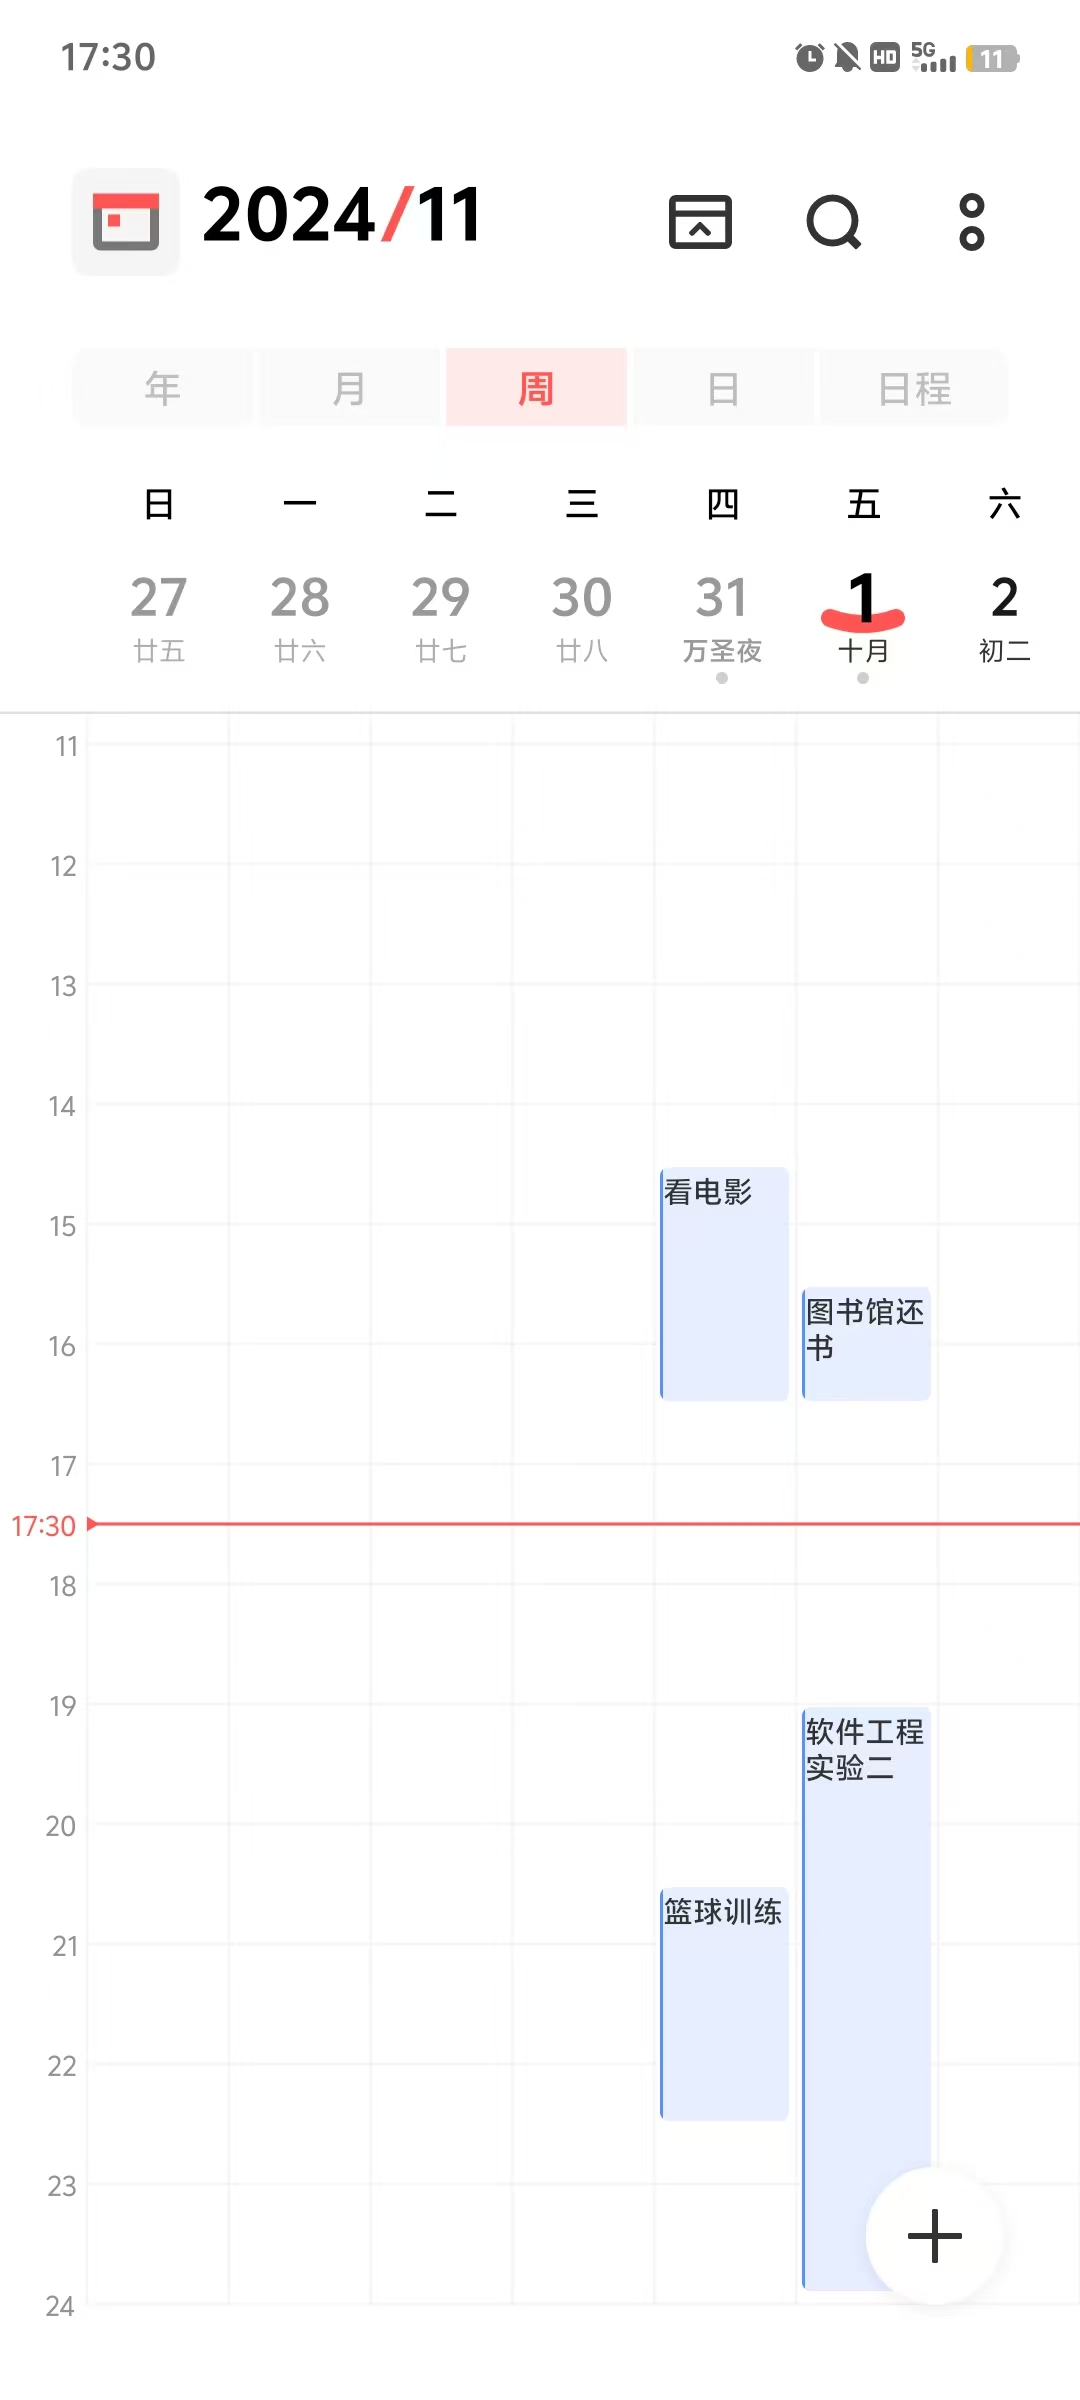 17:30
HD 5G 11
2024/11
年 月 周 日 日程
日 一 二 三 四 五 六
27 28 29 30 31 1 2
廿五 廿六 廿七 廿八 万圣夜 十月 初二
11
12
13
14
看电影
15
图书馆还
书
16
17
17:30
18
19
软件工程
实验二
20
篮球训练
21
22
23
24